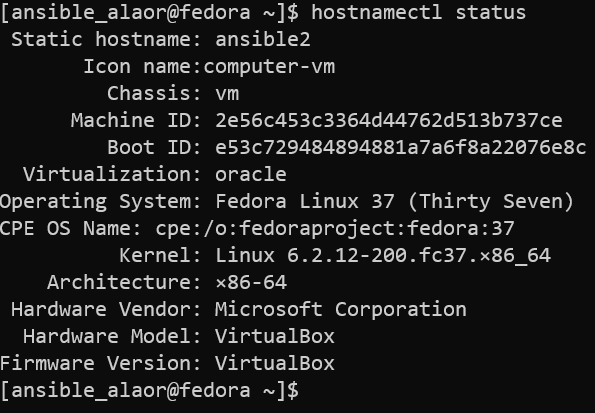 [ansible_alaor@fedora ~]$ hostnamectl status
Static hostname: ansible2
Icon name:computer-vm
Chassis: vm
Machine ID: 2e56c453c3364d44762d513b737ce
Boot ID: e53c729484894881a7a6f8a22076e8c
Virtualization: oracle
Operating System: Fedora Linux 37 (Thirty Seven)
CPE OS Name: cpe:/o:fedoraproject:fedora:37
Kernel: Linux 6.2.12-200.fc37.×86_64
Architecture: ×86-64
Hardware Vendor: Microsoft Corporation
Hardware Model: VirtualBox
Firmware Version: VirtualBox
[ansible_alaor@fedora ~]$